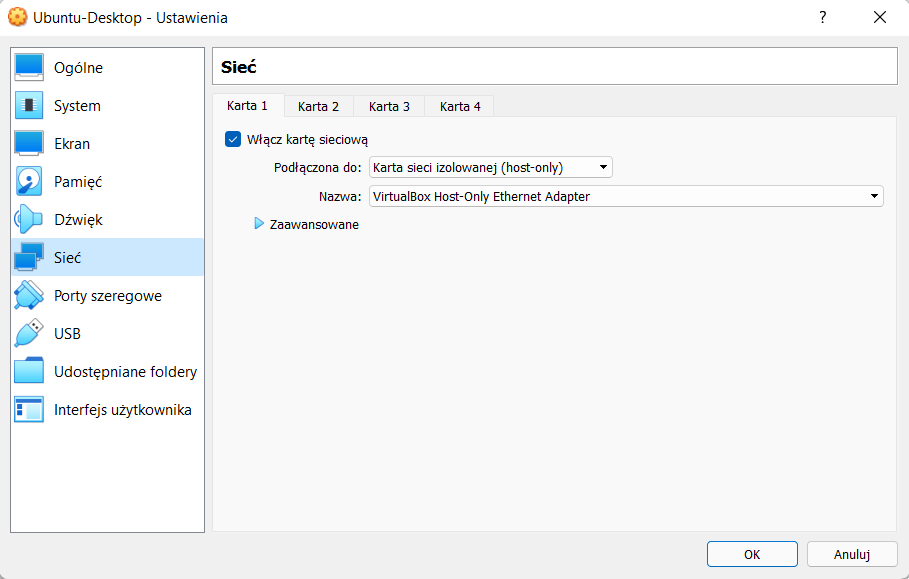 Ubuntu-Desktop - Ustawienia
?
Ogólne
System
Ekran
Pamięć
Dźwięk
Sieć
Porty szeregowe
USB
Udostępniane foldery
Interfejs użytkownika
Sieć
Karta 1 Karta 2 Karta 3 Karta 4
Włącz kartę sieciową
Podłączona do: Karta sieci izolowanej (host-only)
Nazwa: VirtualBox Host-Only Ethernet Adapter
Zaawansowane
OK Anuluj